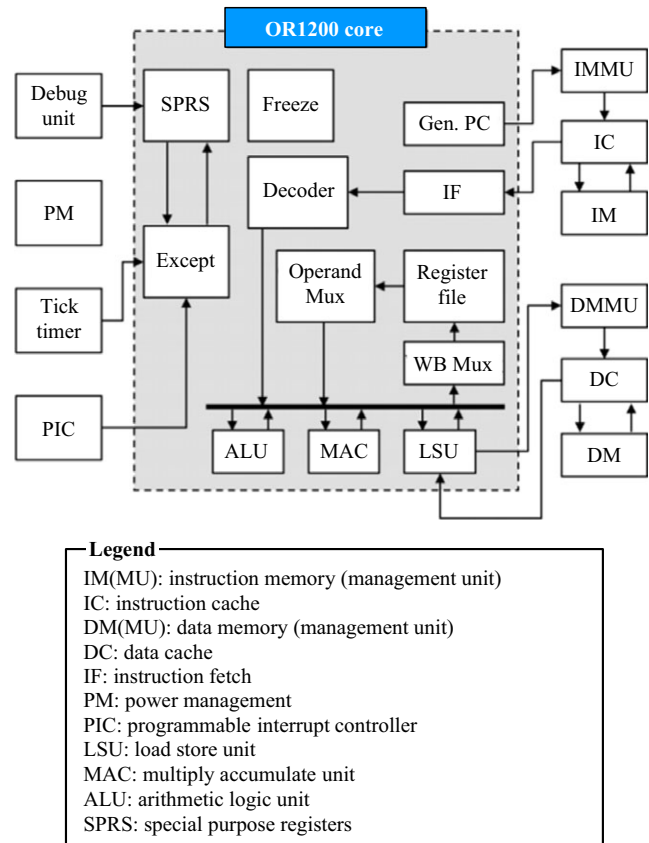 OR1200 core
Debug
unit
SPRS
Freeze
Gen. PC
IMMU
IC
IM
PM
Decoder
IF
Except
Operand
Mux
Register
file
Tick
timer
DMMU
WB Mux
DC
PIC
ALU
MAC
LSU
DM
Legend
IM(MU): instruction memory (management unit)
IC: instruction cache
DM(MU): data memory (management unit)
DC: data cache
IF: instruction fetch
PM: power management
PIC: programmable interrupt controller
LSU: load store unit
MAC: multiply accumulate unit
ALU: arithmetic logic unit
SPRS: special purpose registers